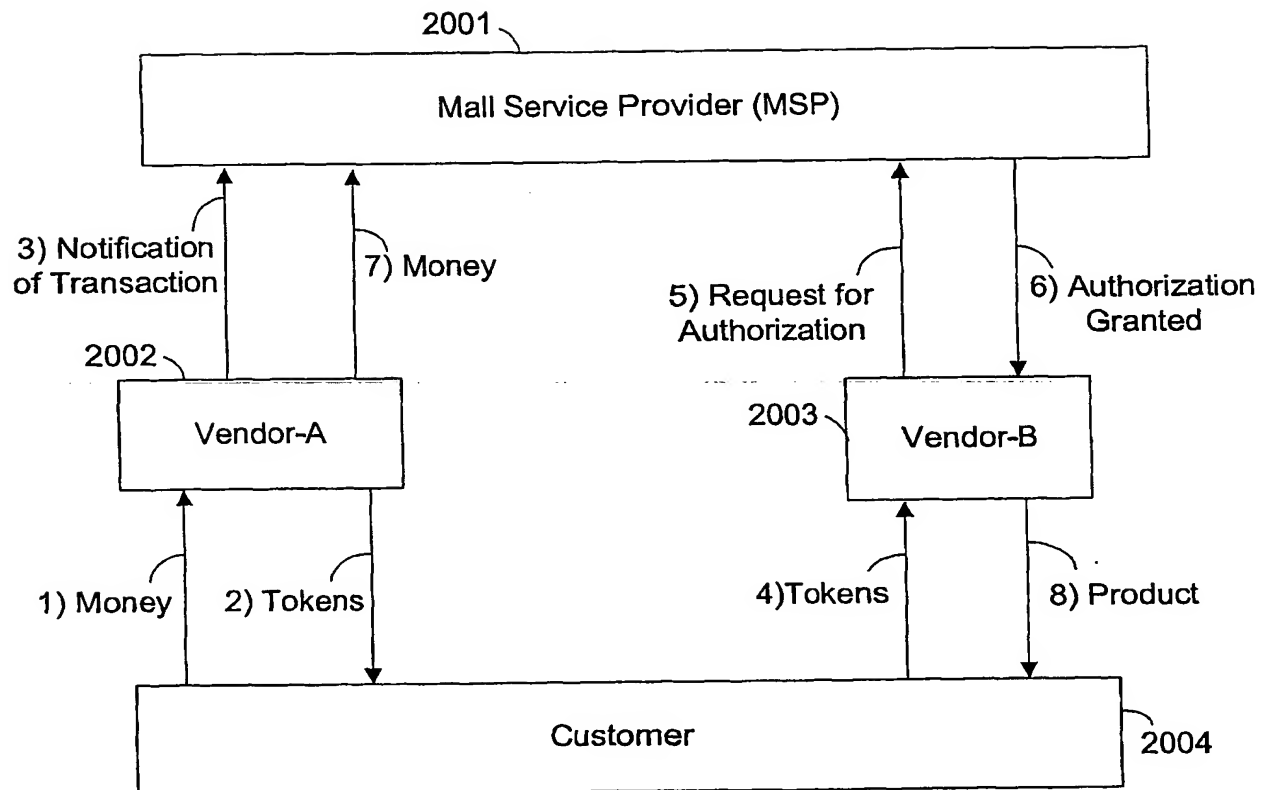 2001
Mall Service Provider (MSP)
3) Notification
of Transaction
7) Money
5) Request for
Authorization
6) Authorization
Granted
2002
Vendor-A
2003
Vendor-B
1) Money
2) Tokens
4)Tokens
8) Product
Customer
2004